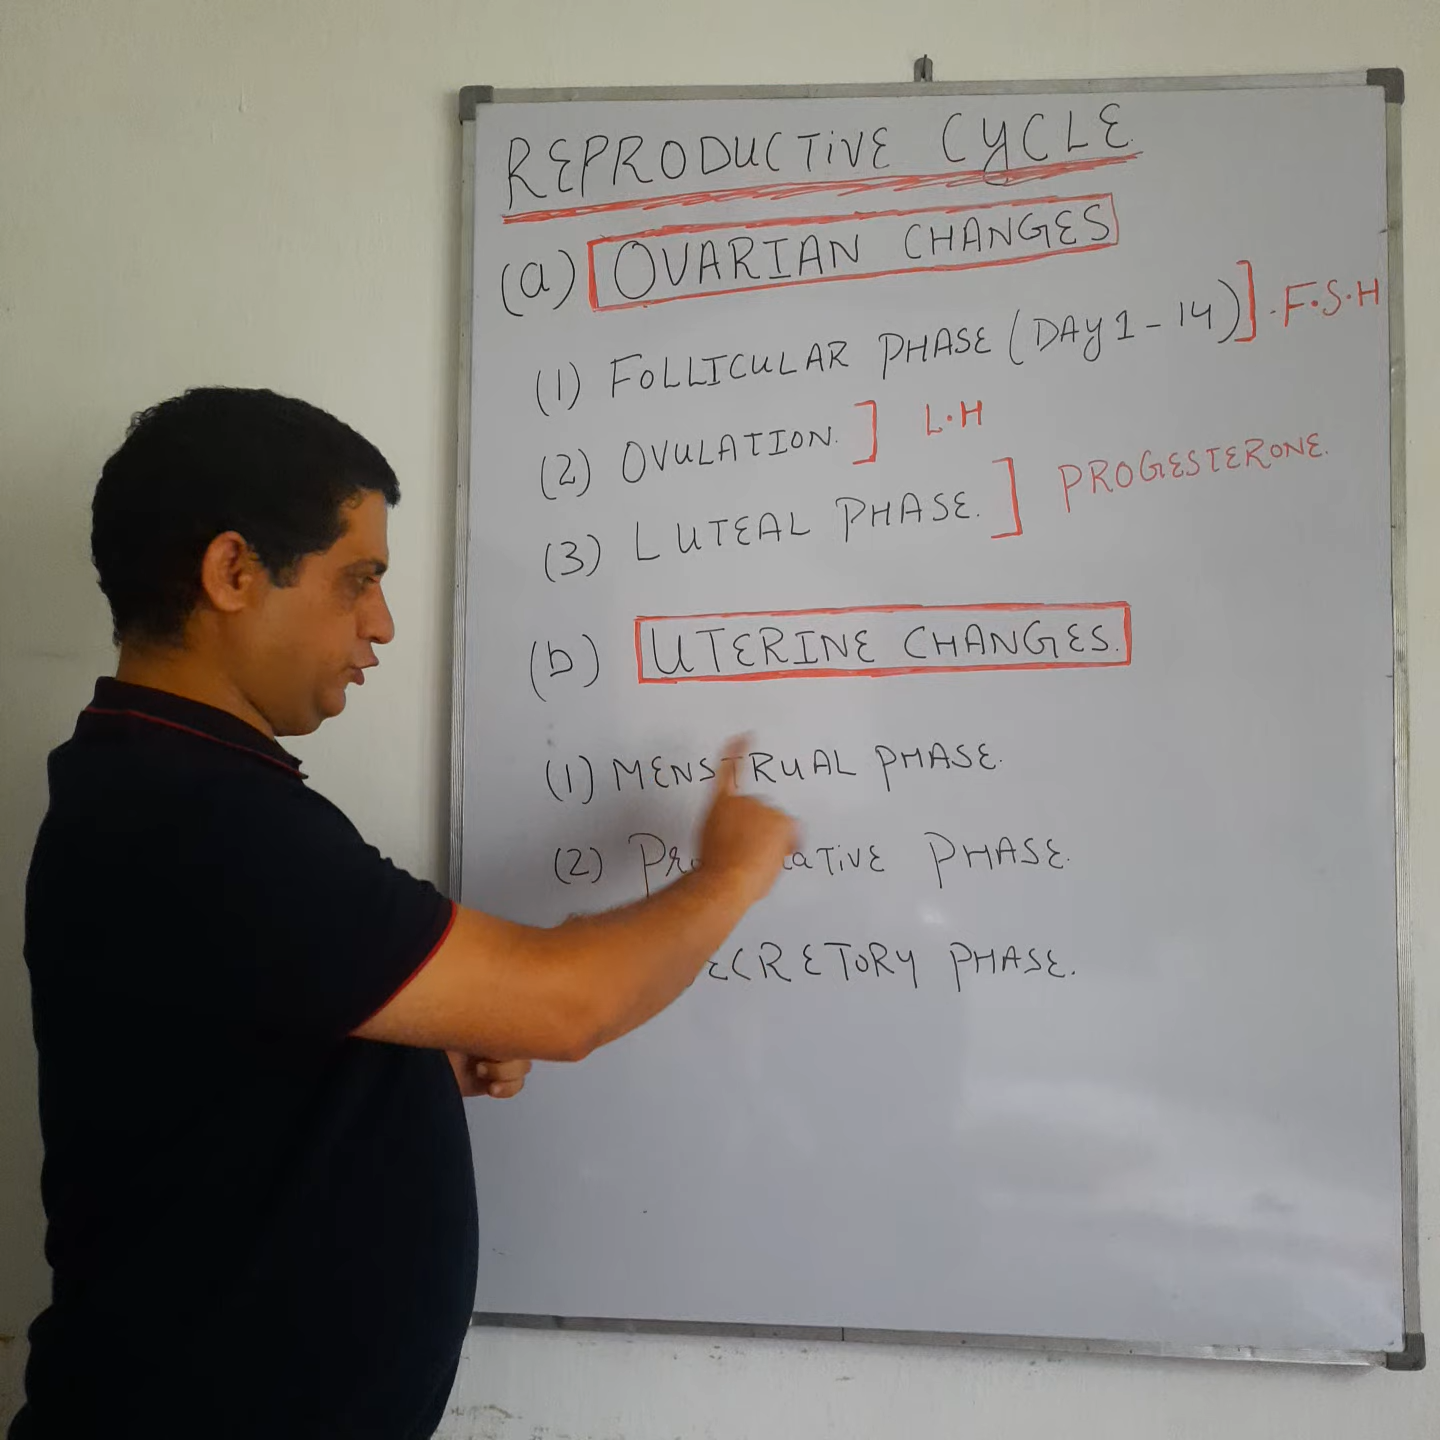 REPRODUCTIVE CYCLE
(a) OVARIAN CHANGES
(1) FOLLICULAR PHASE (DAY 1 - 14) ] . F.S.H
(2) OVULATION. ] L.H
(3) LUTEAL PHASE. ] PROGESTERONE.
(b) UTERINE CHANGES.
(1) MENSTRUAL PHASE.
(2) PHASE.
PHASE.